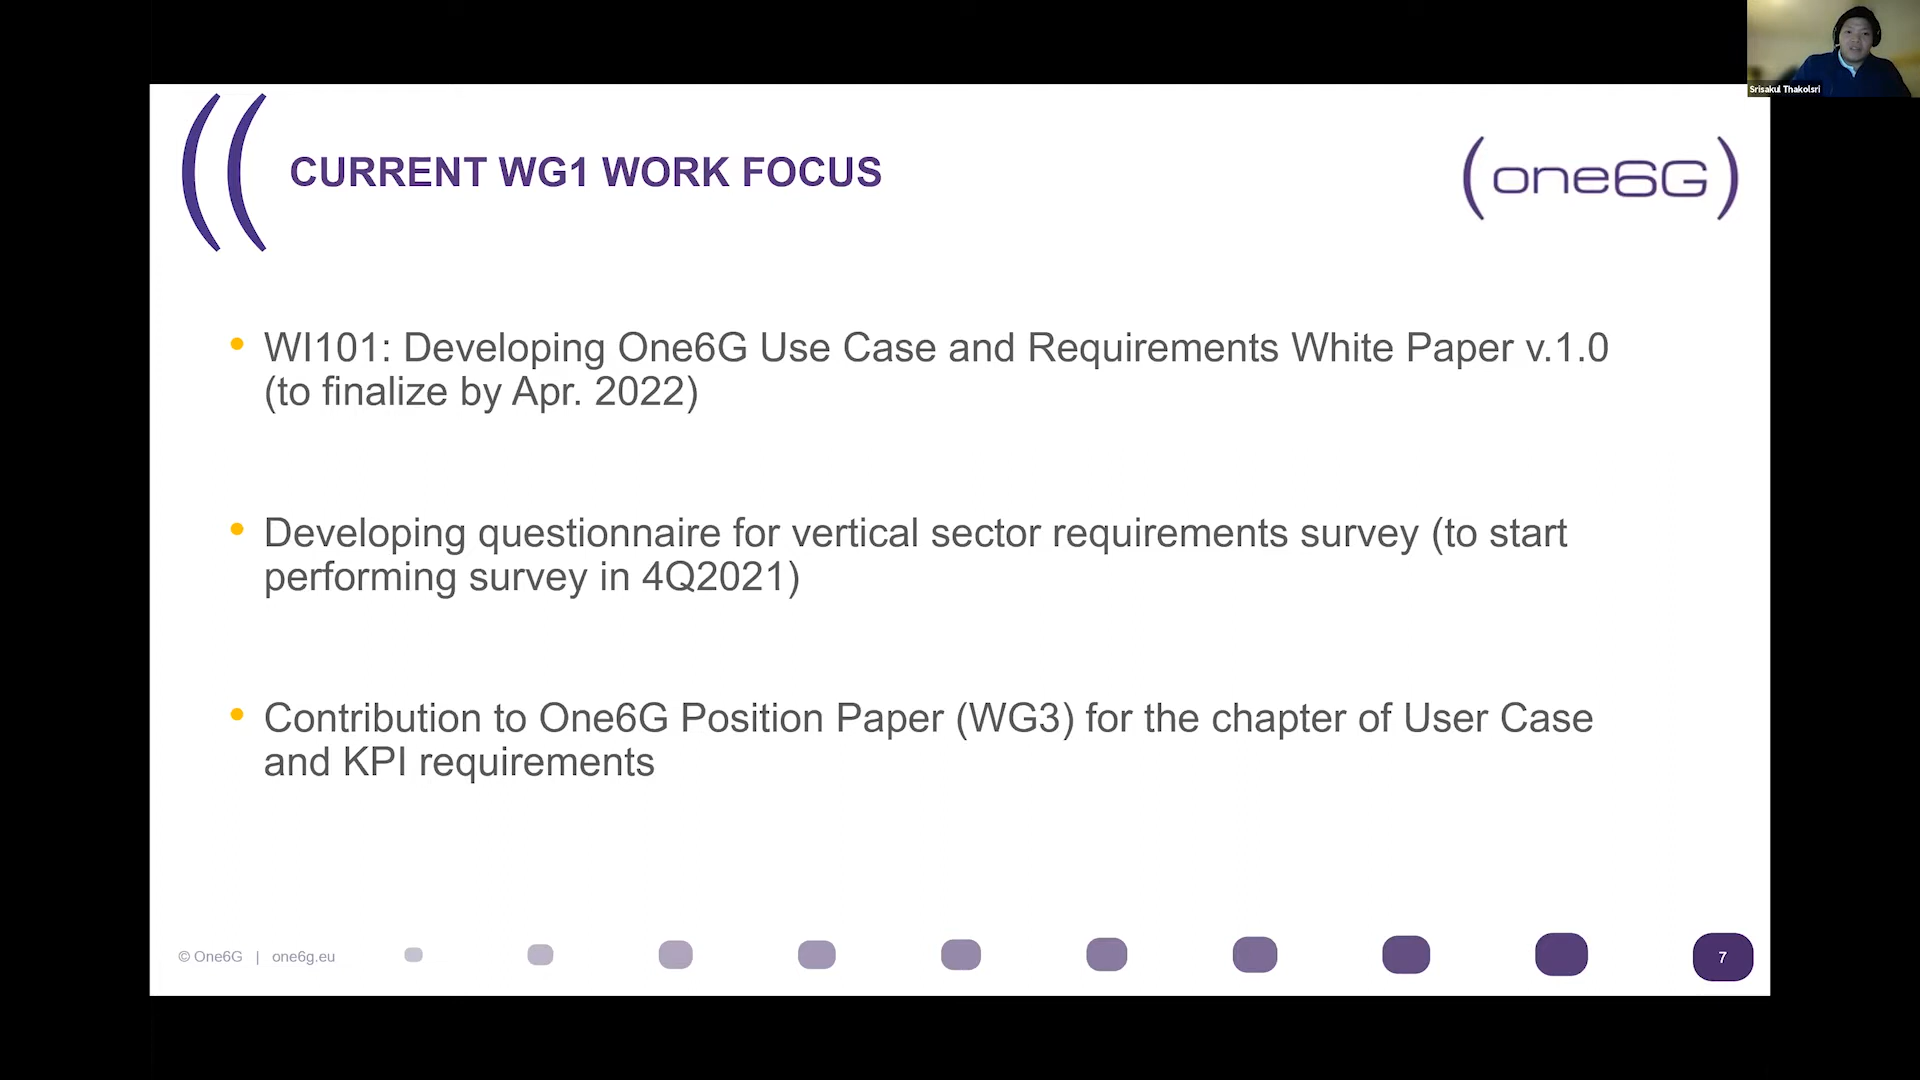 Srisakul Thakolsri
CURRENT WG1 WORK FOCUS
(one6G)
• WI101: Developing One6G Use Case and Requirements White Paper v.1.0
(to finalize by Apr. 2022)
• Developing questionnaire for vertical sector requirements survey (to start
performing survey in 4Q2021)
• Contribution to One6G Position Paper (WG3) for the chapter of User Case
and KPI requirements
© One6G | one6g.eu
7